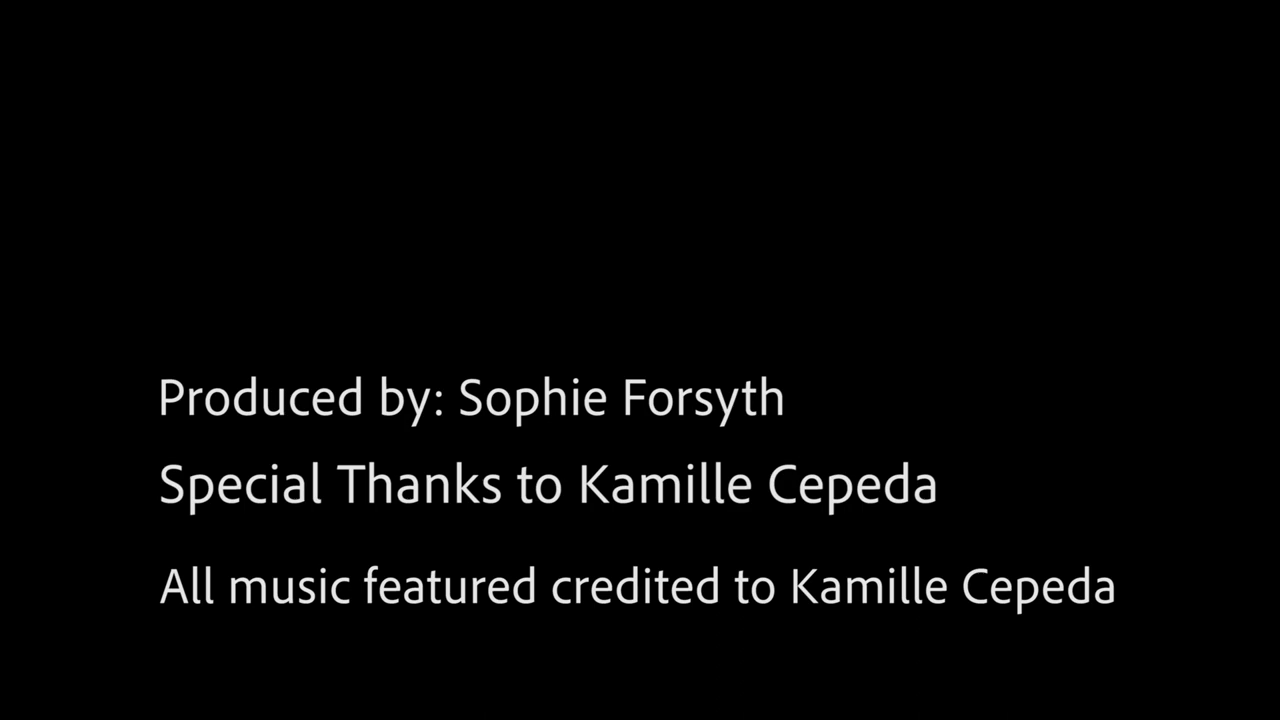 Produced by: Sophie Forsyth
Special Thanks to Kamille Cepeda
All music featured credited to Kamille Cepeda